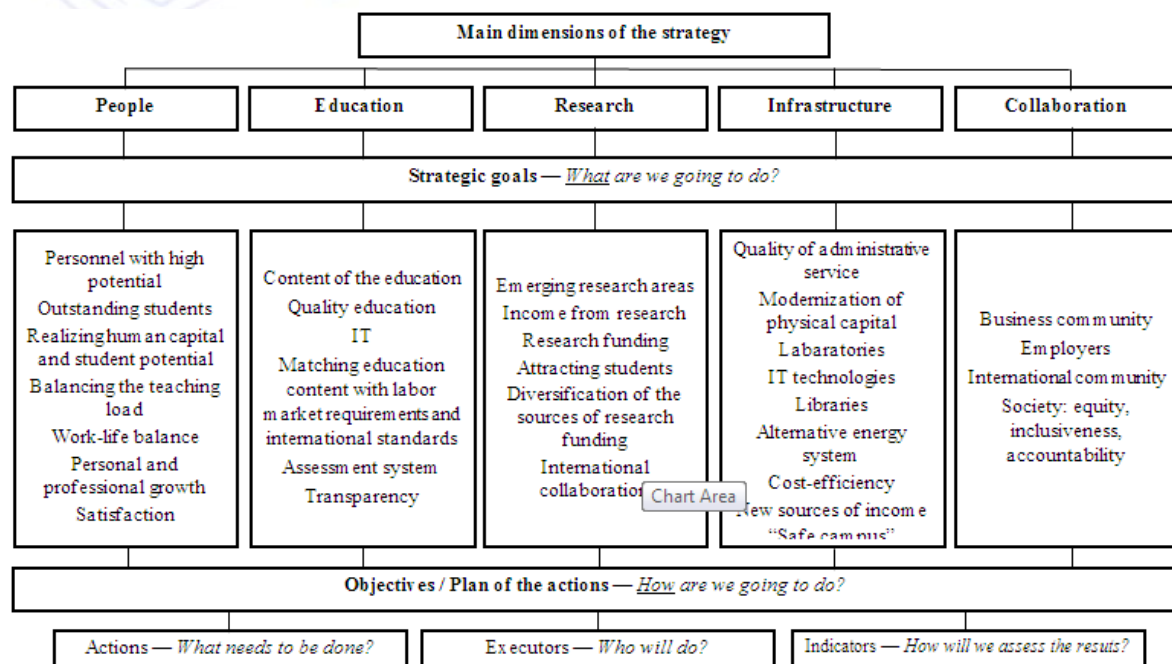 Main dimensions of the strategy
People
Education
Research
Infrastructure
Collaboration
Strategic goals — What are we going to do?
Personnel with high
potential
Outstanding students
Realizing human capital
and student potential
Balancing the teaching
load
Work-life balance
Personal and
professional growth
Satisfaction
Content of the education
Quality education
IT
Matching education
content with labor
market requirements and
international standards
Assessment system
Transparency
Emerging research areas
Income from research
Research funding
Attracting students
Diversification of the
sources of research
funding
International
collaboration
Chart Area
Quality of administrative
service
Modernization of
physical capital
Labaratories
IT technologies
Libraries
Alternative energy
system
Cost-efficiency
New sources of income
“Safe campus”
Business community
Employers
International community
Society: equity,
inclusiveness,
accountability
Objectives / Plan of the actions — How are we going to do?
Actions — What needs to be done?
Executors — Who will do?
Indicators — How will we assess the resuts?